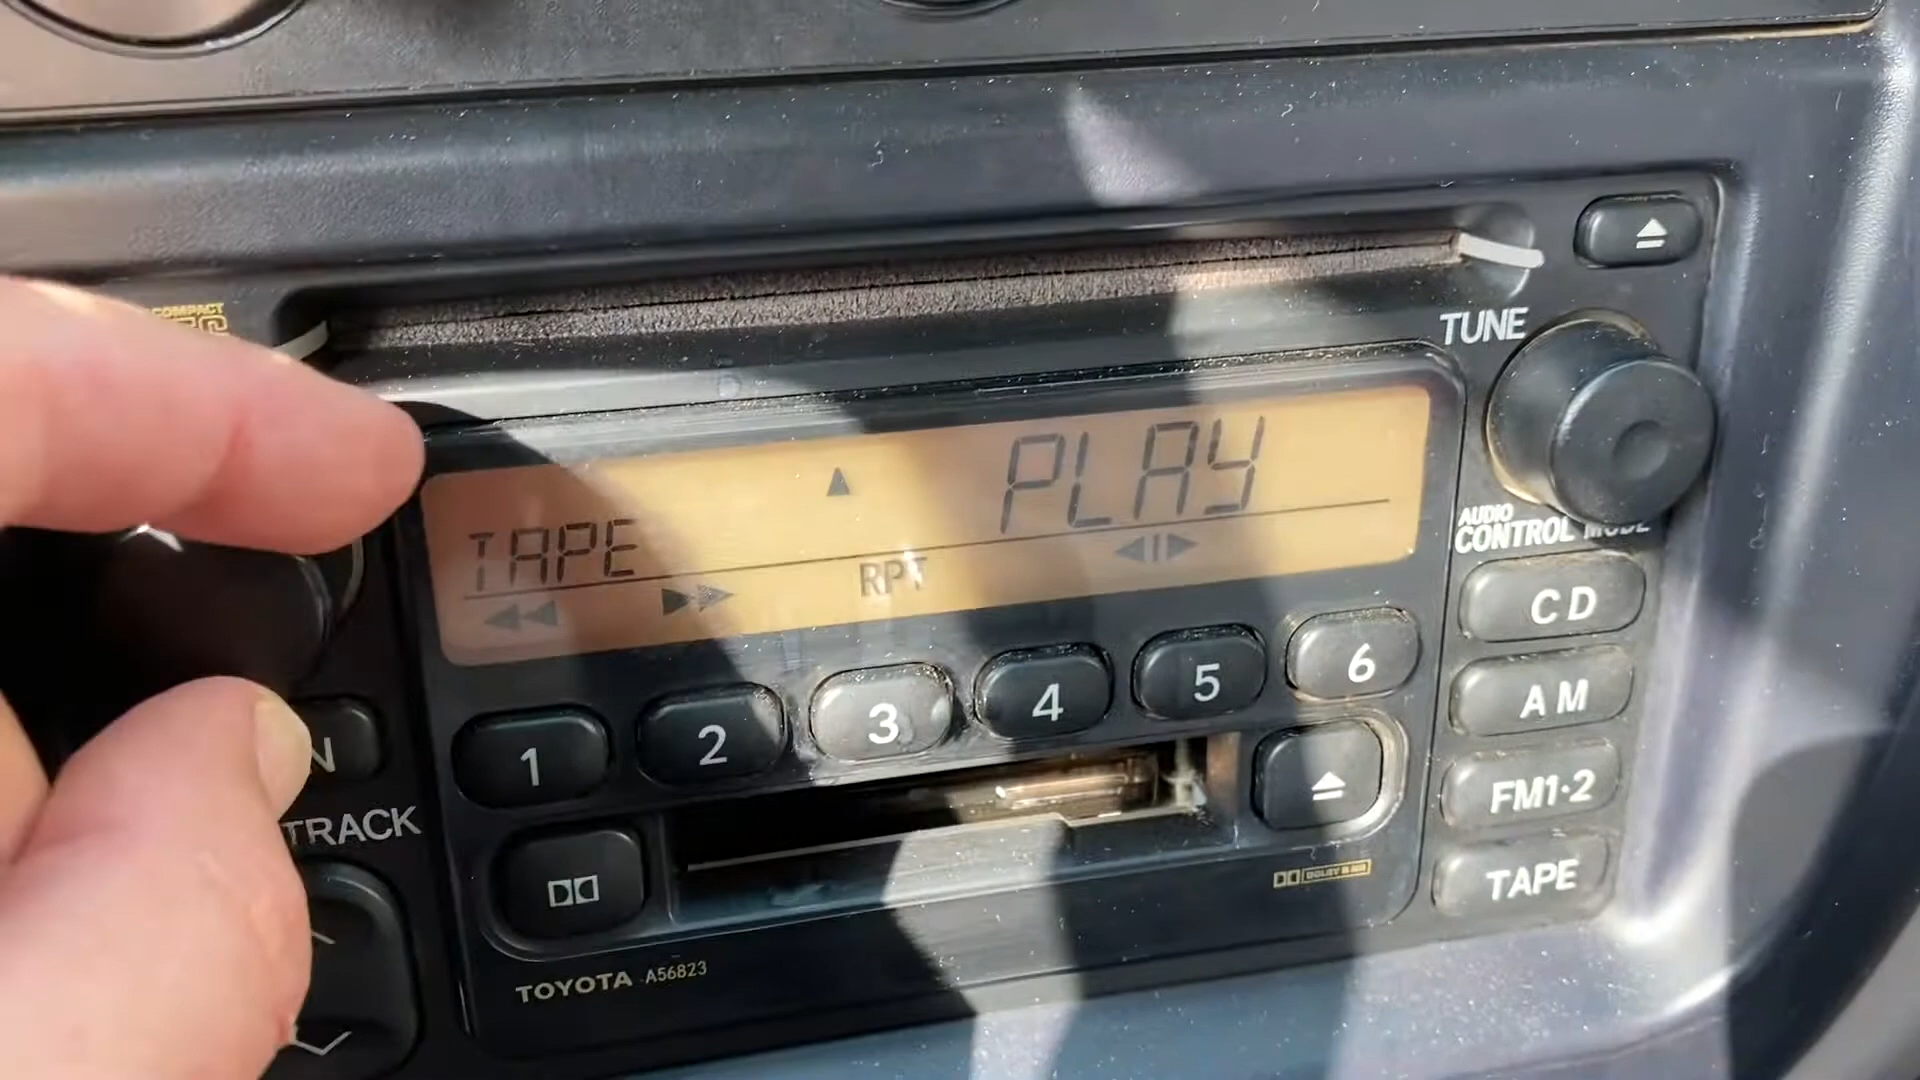 COMPACT
TUNE
PLAY
TAPE
RPT
AUDIO
CONTROL MODE
CD
AM
FM1·2
TAPE
1 2 3 4 5 6
TRACK
DOLBY B NR
TOYOTA A56823